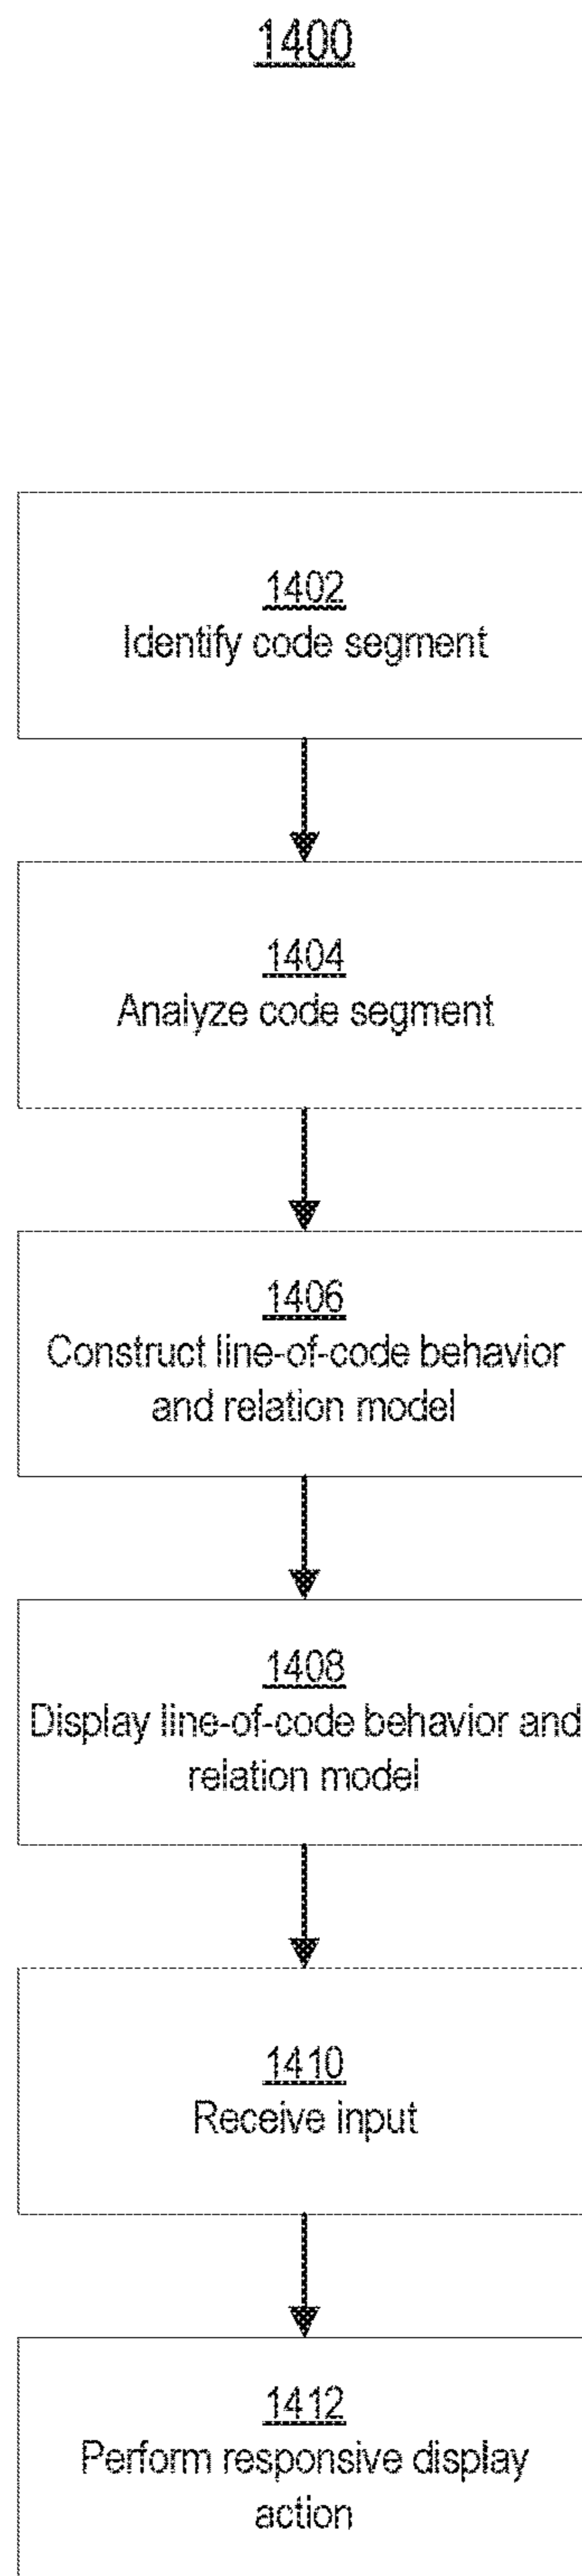 1400
1402
Identify code segment
1404
Analyze code segment
1406
Construct line-of-code behavior
and relation model
1408
Display line-of-code behavior and
relation model
1410
Receive input
1412
Perform responsive display
action